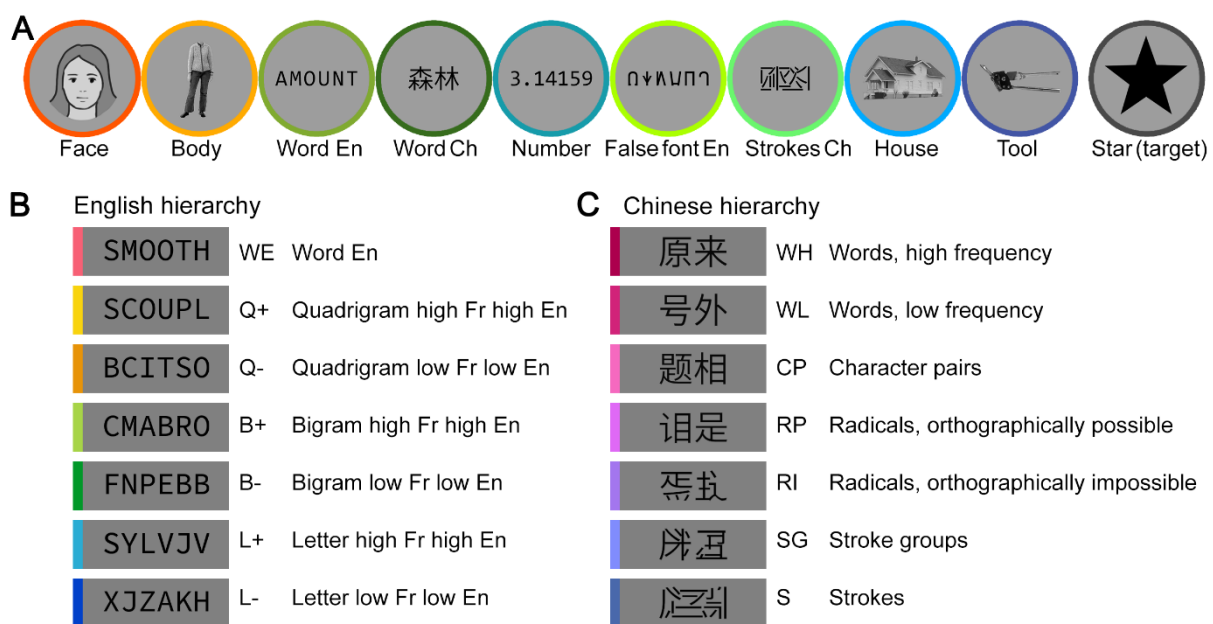 A
AMOUNT 森林 3.14159
Face Body Word En Word Ch Number False font En Strokes Ch House Tool Star (target)
B English hierarchy
SMOOTH WE Word En
SCOUPL Q+ Quadrigram high Fr high En
BCITSO Q- Quadrigram low Fr low En
CMABRO B+ Bigram high Fr high En
FNPEBB B- Bigram low Fr low En
SYLVJV L+ Letter high Fr high En
XJZAKH L- Letter low Fr low En
C Chinese hierarchy
原来 WH Words, high frequency
号外 WL Words, low frequency
题相 CP Character pairs
是 RP Radicals, orthographically possible
RI Radicals, orthographically impossible
SG Stroke groups
S Strokes